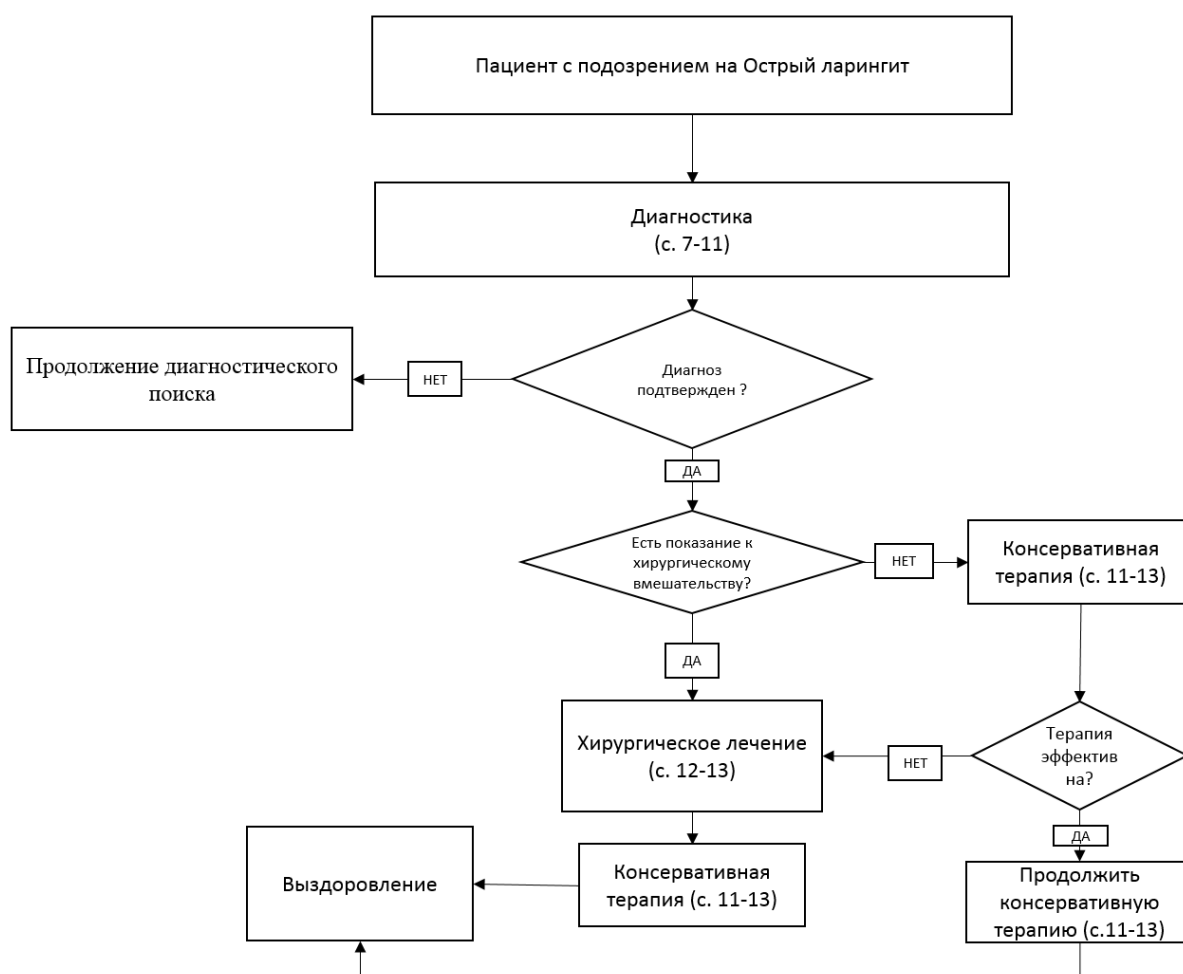 Пациент с подозрением на Острый ларингит
Диагностика
(с. 7-11)
Продолжение диагностического
поиска
НЕТ
Диагноз
подтвержден ?
ДА
Есть показание к
хирургическому
вмешательству?
НЕТ
Консервативная
терапия (с. 11-13)
ДА
Хирургическое лечение
(с. 12-13)
НЕТ
Терапия
эффектив
на?
ДА
Выздоровление
Консервативная
терапия (с. 11-13)
Продолжить
консервативную
терапию (с.11-13)